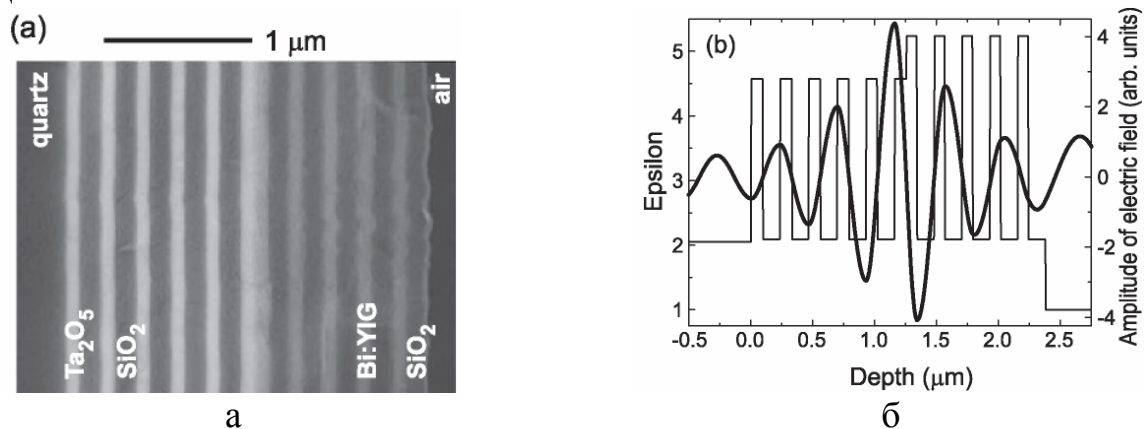 (a)
1 μm
quartz
Ta₂O₅
SiO₂
Bi:YIG
SiO₂
air
а
(b)
Epsilon
5
4
3
2
1
-0.5 0.0 0.5 1.0 1.5 2.0 2.5
Depth (μm)
4
2
0
-2
-4
Amplitude of electric field (arb. units)
б